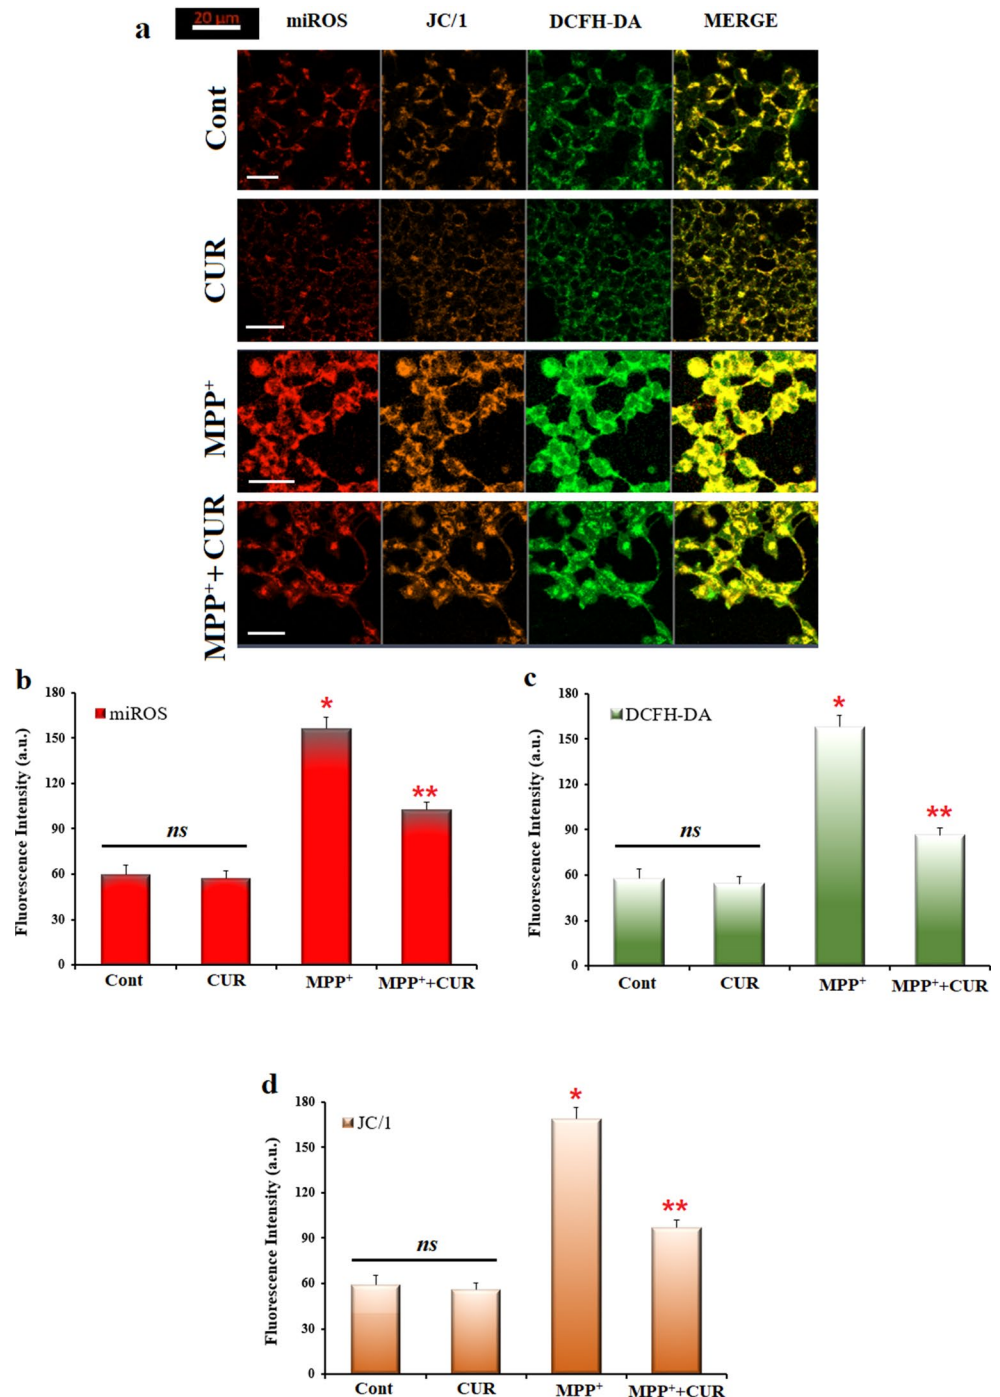 a
20 µm
miROS JC/1 DCFH-DA MERGE
Cont
CUR
MPP⁺
MPP⁺+CUR
b
miROS
Fluorescence Intensity (a.u.)
180
150
120
90
60
30
0
ns
*
**
Cont CUR MPP⁺ MPP⁺+CUR
c
DCFH-DA
Fluorescence Intensity (a.u.)
180
150
120
90
60
30
0
ns
*
**
Cont CUR MPP⁺ MPP⁺+CUR
d
JC/1
Fluorescence Intensity (a.u.)
180
150
120
90
60
30
0
ns
*
**
Cont CUR MPP⁺ MPP⁺+CUR